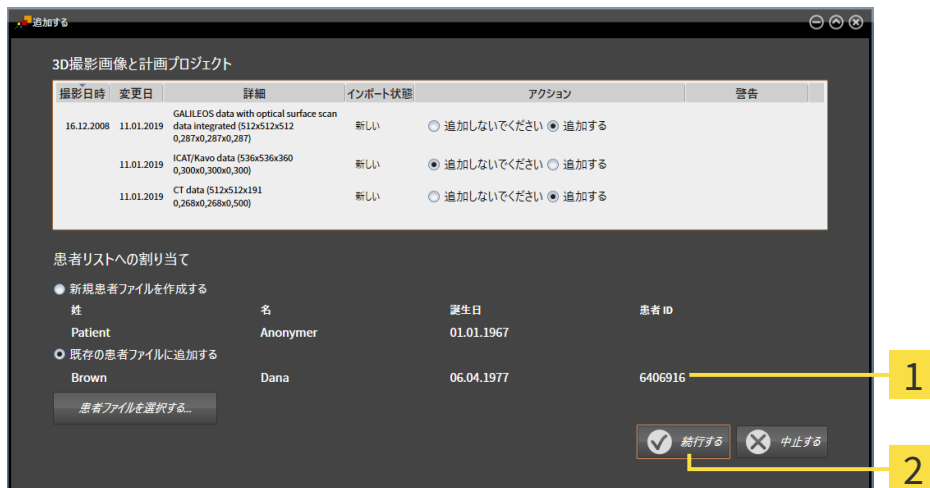 追加する
3D撮影画像と計画プロジェクト
撮影日時 変更日 詳細 インポート状態 アクション 警告
GALILEOS data with optical surface scan
16.12.2008 11.01.2019 data integrated (512x512x512 新しい 追加しないでください 追加する
0,287x0,287x0,287)
ICAT/Kavo data (536x536x360
11.01.2019 新しい 追加しないでください 追加する
0,300x0,300x0,300)
CT data (512x512x191
11.01.2019 新しい 追加しないでください 追加する
0,268x0,268x0,500)
患者リストへの割り当て
新規患者ファイルを作成する
姓 名 誕生日 患者 ID
Patient Anonymer 01.01.1967
既存の患者ファイルに追加する
Brown Dana 06.04.1977 6406916 1
患者ファイルを選択する...
続行する 中止する
2